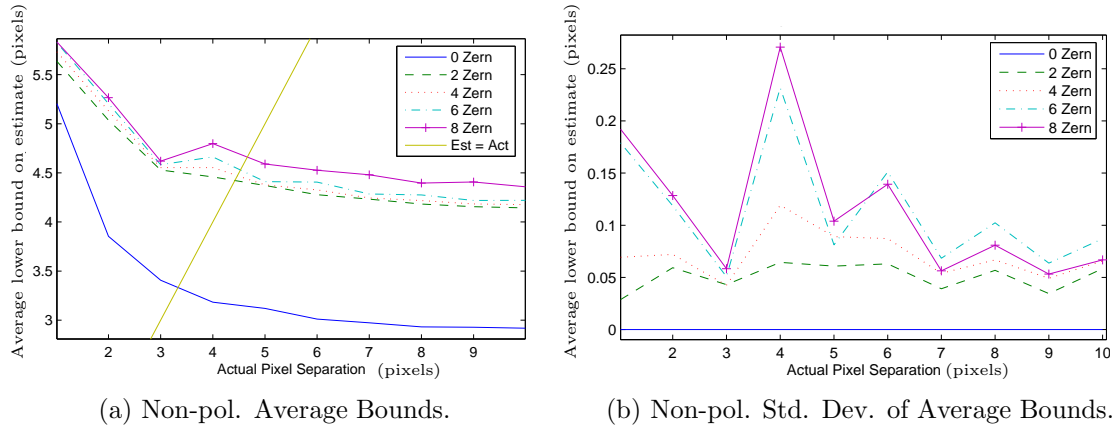 Average lower bound on estimate (pixels)
5.5
5
4.5
4
3.5
3
2
3
4
5
6
7
8
9
Actual Pixel Separation (pixels)
0 Zern
2 Zern
4 Zern
6 Zern
8 Zern
Est = Act
(a) Non-pol. Average Bounds.
Average lower bound on estimate (pixels)
0.25
0.2
0.15
0.1
0.05
0
2
3
4
5
6
7
8
9
10
Actual Pixel Separation (pixels)
0 Zern
2 Zern
4 Zern
6 Zern
8 Zern
(b) Non-pol. Std. Dev. of Average Bounds.